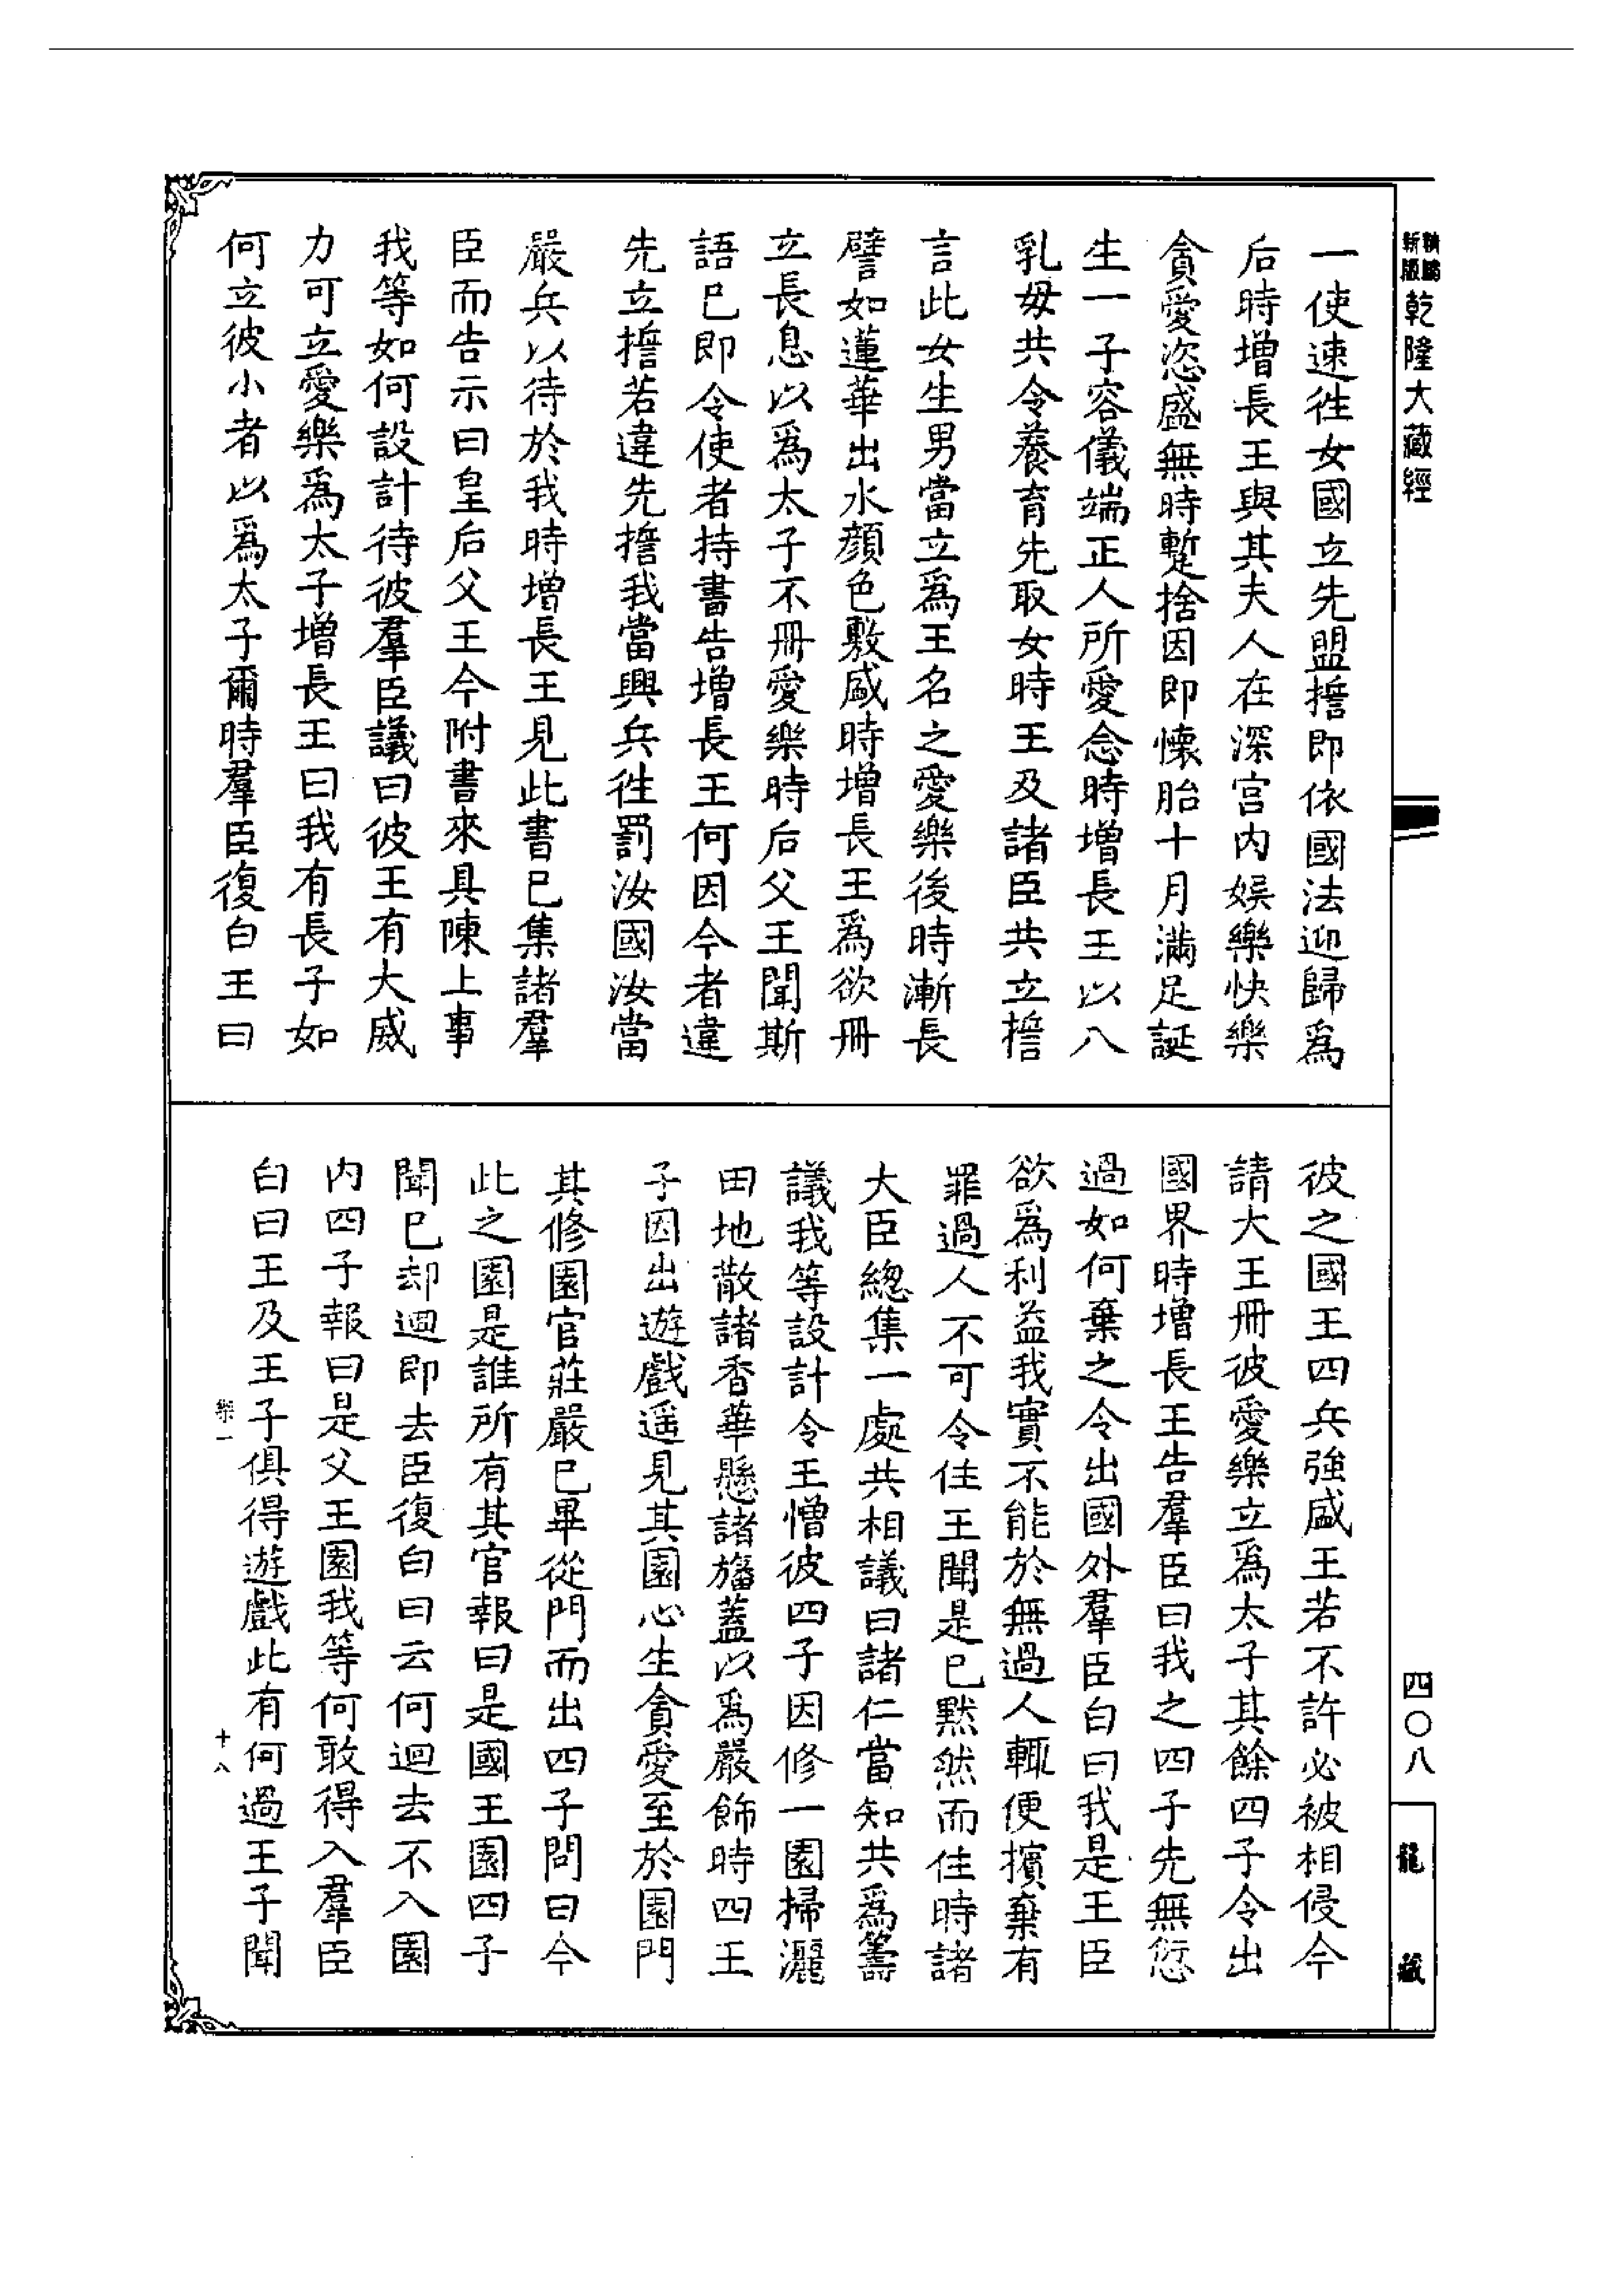 新編
新版
乾隆大藏經
四〇八
龍藏
一使速往女國立先盟誓即依國法迎歸爲
后時增長王與其夫人在深宫内娱樂快樂
貪愛恣盛無時暫捨因即懷胎十月滿足誕
生一子容儀端正人所愛念時增長王以八
乳母共令養育先取女時王及諸臣共立誓
言此女生男當立爲王名之愛樂後時漸長
譬如蓮華出水顔色敷盛時增長王爲欲冊
立長息以爲太子不冊愛樂時后父王聞斯
語已即令使者持書告增長王何因今者違
先立誓若違先誓我當興兵往罰汝國汝當
嚴兵以待於我時增長王見此書已集諸羣
臣而告示曰皇后父王今附書來具陳上事
我等如何設計待彼羣臣議曰彼王有大威
力可立愛樂爲太子增長王曰我有長子如
何立彼小者以爲太子爾時羣臣復白王曰
彼之國王四兵強盛王若不許必被相侵今
請大王冊彼愛樂立爲太子其餘四子令出
國界時增長王告羣臣曰我之四子先無愆
過如何棄之令出國外羣臣白曰我是王臣
欲爲利益我實不能於無過人輒便擯棄有
罪過人不可令住王聞是已默然而住時諸
大臣總集一處共相議曰諸仁當知共爲籌
議我等設計令王憎彼四子因修一園掃灑
田地散諸香華懸諸旛蓋以爲嚴飾時四王
子因出遊戲遥見其園心生貪愛至於園門
其修園官莊嚴已畢從門而出四子問曰今
此之園是誰所有其官報曰是國王園四子
聞已却迴即去臣復白曰云何迴去不入園
内四子報曰是父王園我等何敢得入羣臣
白曰王及王子俱得遊戲此有何過王子聞
樂一
十八